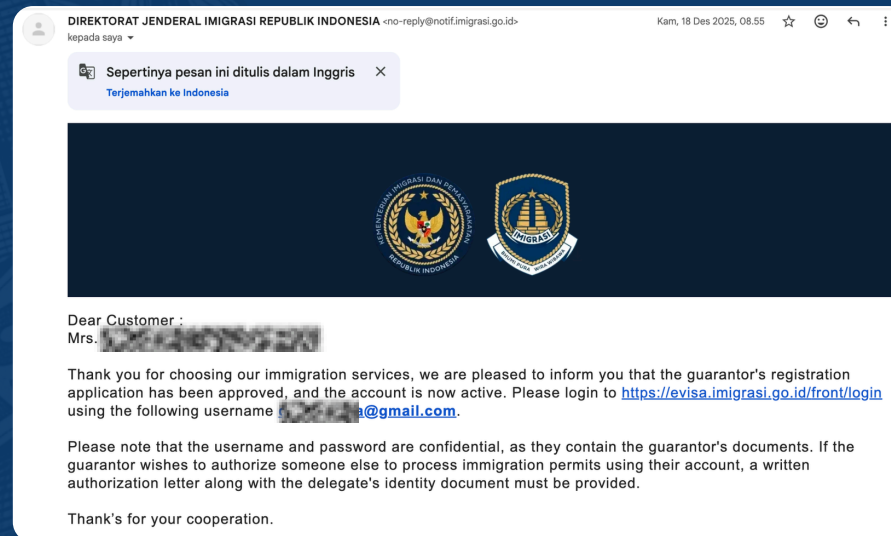 DIREKTORAT JENDERAL IMIGRASI REPUBLIK INDONESIA <no-reply@notif.imigrasi.go.id>
Kam, 18 Des 2025, 08.55
kepada saya
Sepertinya pesan ini ditulis dalam Inggris
Terjemahkan ke Indonesia
KEMENTERIAN IMIGRASI DAN PEMASYARAKATAN
REPUBLIK INDONESIA
IMIGRASI
BHUMI PURA WIRA WIBAWA
Dear Customer :
Mrs.
Thank you for choosing our immigration services, we are pleased to inform you that the guarantor's registration
application has been approved, and the account is now active. Please login to https://evisa.imigrasi.go.id/front/login
using the following username a@gmail.com.
Please note that the username and password are confidential, as they contain the guarantor's documents. If the
guarantor wishes to authorize someone else to process immigration permits using their account, a written
authorization letter along with the delegate's identity document must be provided.
Thank's for your cooperation.